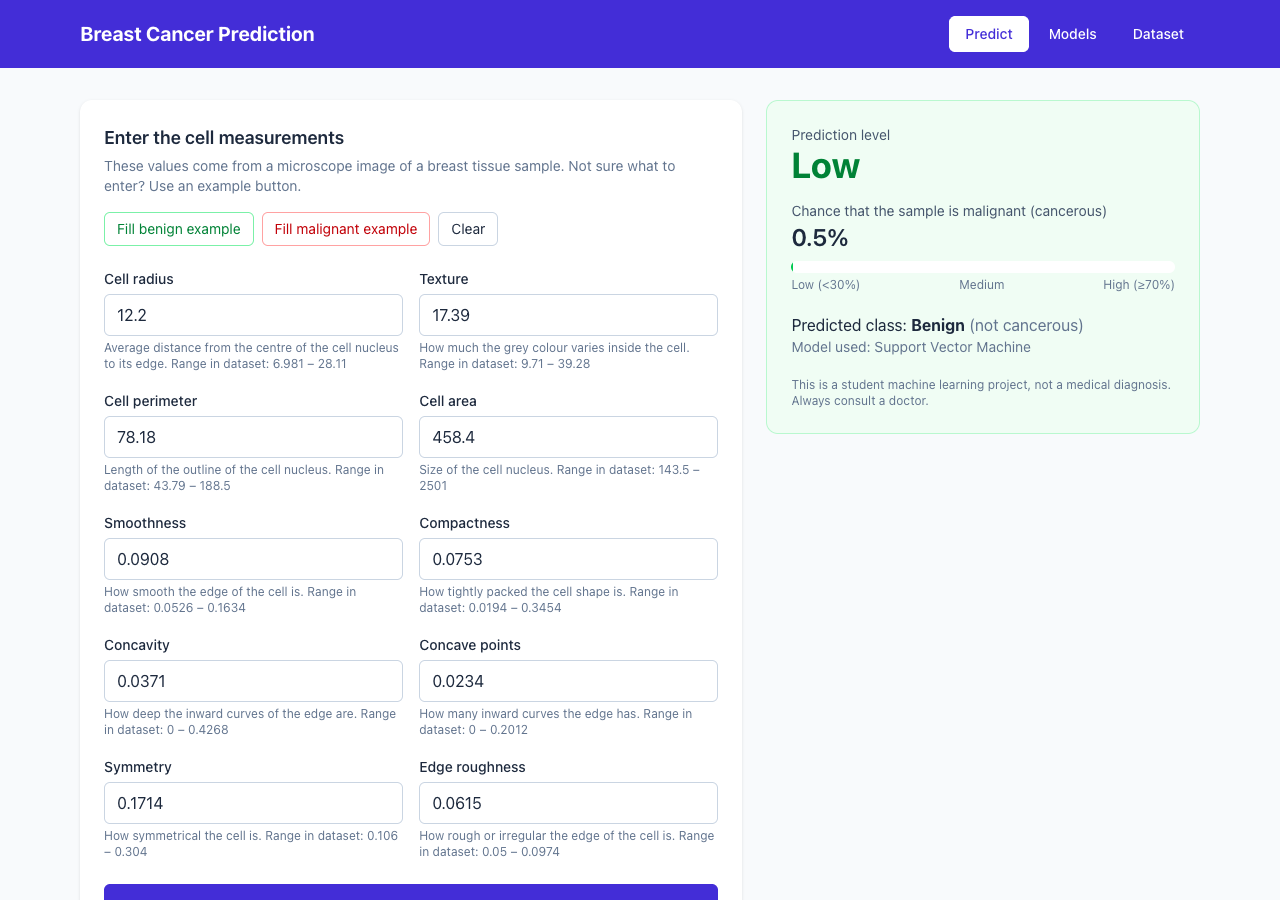 Breast Cancer Prediction
Predict
Models
Dataset
Enter the cell measurements
These values come from a microscope image of a breast tissue sample. Not sure what to
enter? Use an example button.
Fill benign example
Fill malignant example
Clear
Cell radius
12.2
Average distance from the centre of the cell nucleus
to its edge. Range in dataset: 6.981 – 28.11
Texture
17.39
How much the grey colour varies inside the cell.
Range in dataset: 9.71 – 39.28
Cell perimeter
78.18
Length of the outline of the cell nucleus. Range in
dataset: 43.79 – 188.5
Cell area
458.4
Size of the cell nucleus. Range in dataset: 143.5 –
2501
Smoothness
0.0908
How smooth the edge of the cell is. Range in
dataset: 0.0526 – 0.1634
Compactness
0.0753
How tightly packed the cell shape is. Range in
dataset: 0.0194 – 0.3454
Concavity
0.0371
How deep the inward curves of the edge are. Range
in dataset: 0 – 0.4268
Concave points
0.0234
How many inward curves the edge has. Range in
dataset: 0 – 0.2012
Symmetry
0.1714
How symmetrical the cell is. Range in dataset: 0.106
– 0.304
Edge roughness
0.0615
How rough or irregular the edge of the cell is. Range
in dataset: 0.05 – 0.0974
Prediction level
Low
Chance that the sample is malignant (cancerous)
0.5%
Low (<30%)
Medium
High (≥70%)
Predicted class: Benign (not cancerous)
Model used: Support Vector Machine
This is a student machine learning project, not a medical diagnosis.
Always consult a doctor.